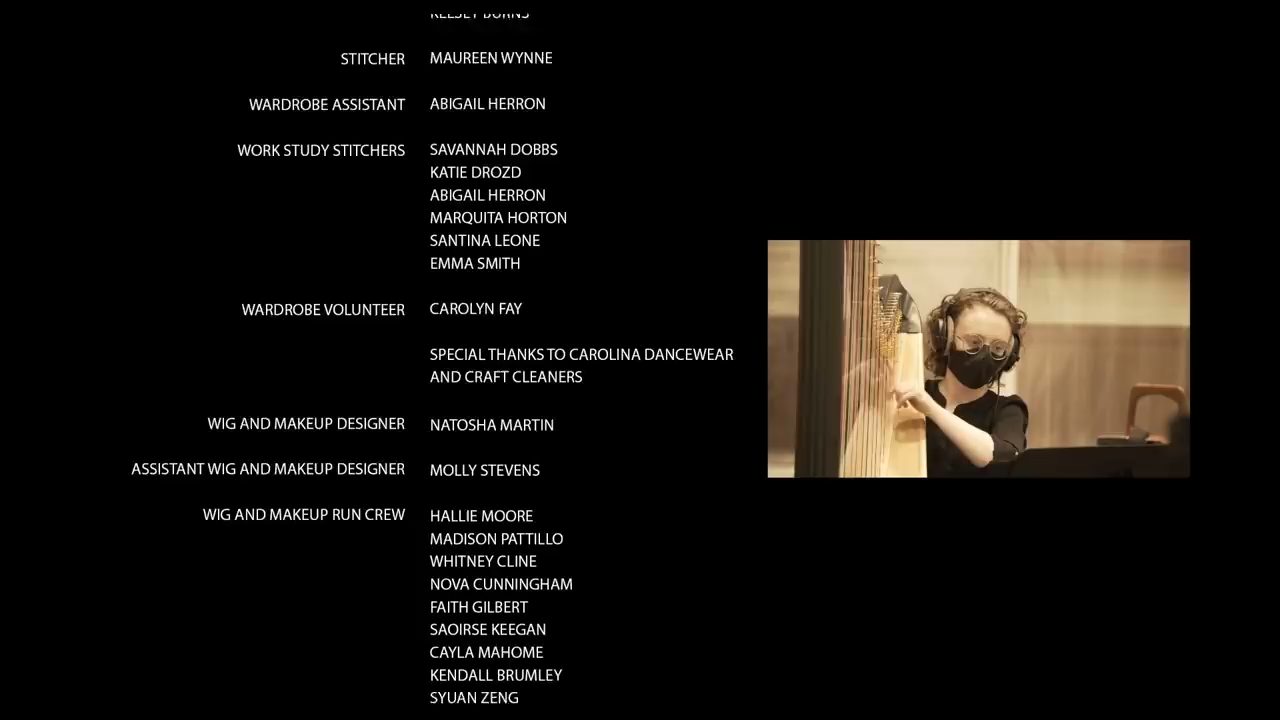 STITCHER MAUREEN WYNNE
WARDROBE ASSISTANT ABIGAIL HERRON
WORK STUDY STITCHERS SAVANNAH DOBBS
KATIE DROZD
ABIGAIL HERRON
MARQUITA HORTON
SANTINA LEONE
EMMA SMITH
WARDROBE VOLUNTEER CAROLYN FAY
SPECIAL THANKS TO CAROLINA DANCEWEAR
AND CRAFT CLEANERS
WIG AND MAKEUP DESIGNER NATOSHA MARTIN
ASSISTANT WIG AND MAKEUP DESIGNER MOLLY STEVENS
WIG AND MAKEUP RUN CREW HALLIE MOORE
MADISON PATTILLO
WHITNEY CLINE
NOVA CUNNINGHAM
FAITH GILBERT
SAOIRSE KEEGAN
CAYLA MAHOME
KENDALL BRUMLEY
SYUAN ZENG